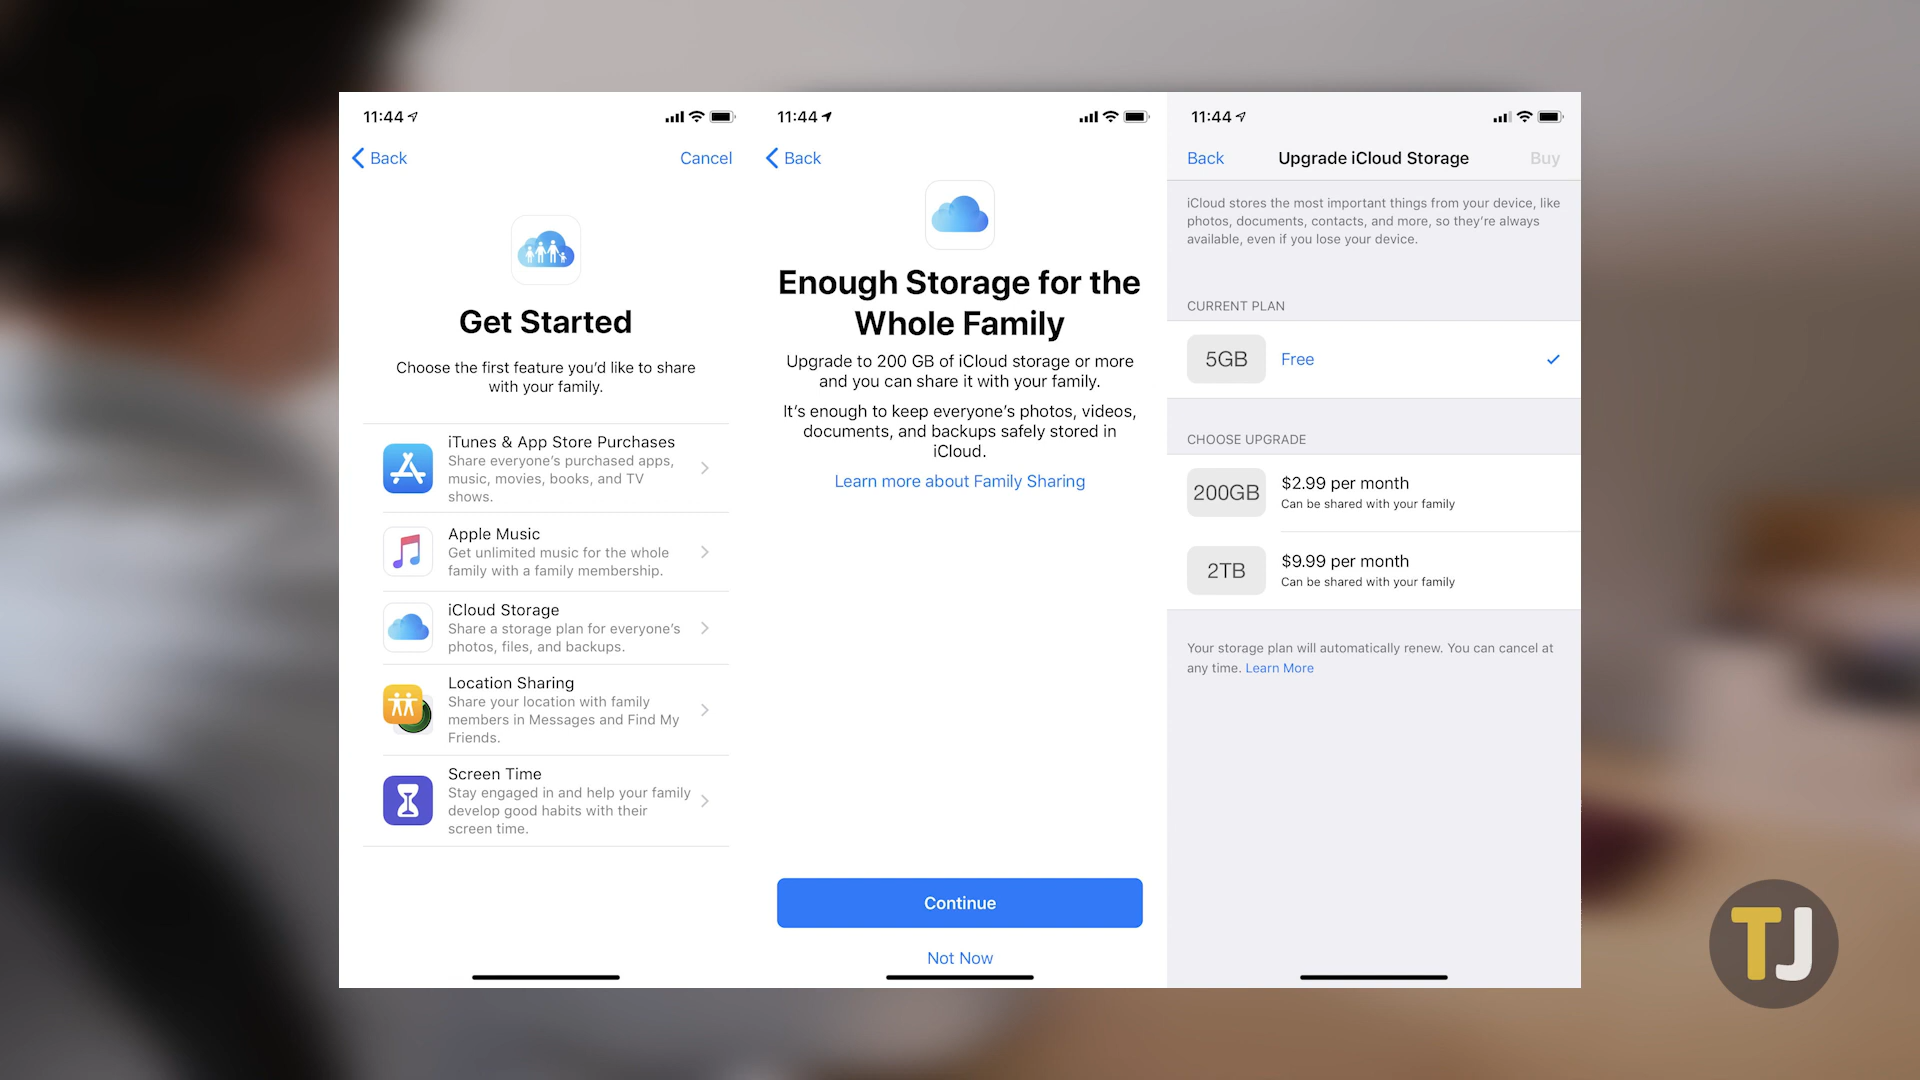 11:44
Back
Cancel
Get Started
Choose the first feature you'd like to share
with your family.
iTunes & App Store Purchases
Share everyone's purchased apps,
music, movies, books, and TV
shows.
Apple Music
Get unlimited music for the whole
family with a family membership.
iCloud Storage
Share a storage plan for everyone's
photos, files, and backups.
Location Sharing
Share your location with family
members in Messages and Find My
Friends.
Screen Time
Stay engaged in and help your family
develop good habits with their
screen time.
11:44
Back
Enough Storage for the
Whole Family
Upgrade to 200 GB of iCloud storage or more
and you can share it with your family.
It's enough to keep everyone's photos, videos,
documents, and backups safely stored in
iCloud.
Learn more about Family Sharing
Continue
Not Now
11:44
Back
Upgrade iCloud Storage
Buy
iCloud stores the most important things from your device, like
photos, documents, contacts, and more, so they're always
available, even if you lose your device.
CURRENT PLAN
5GB
Free
CHOOSE UPGRADE
200GB
$2.99 per month
Can be shared with your family
2TB
$9.99 per month
Can be shared with your family
Your storage plan will automatically renew. You can cancel at
any time. Learn More
TJ